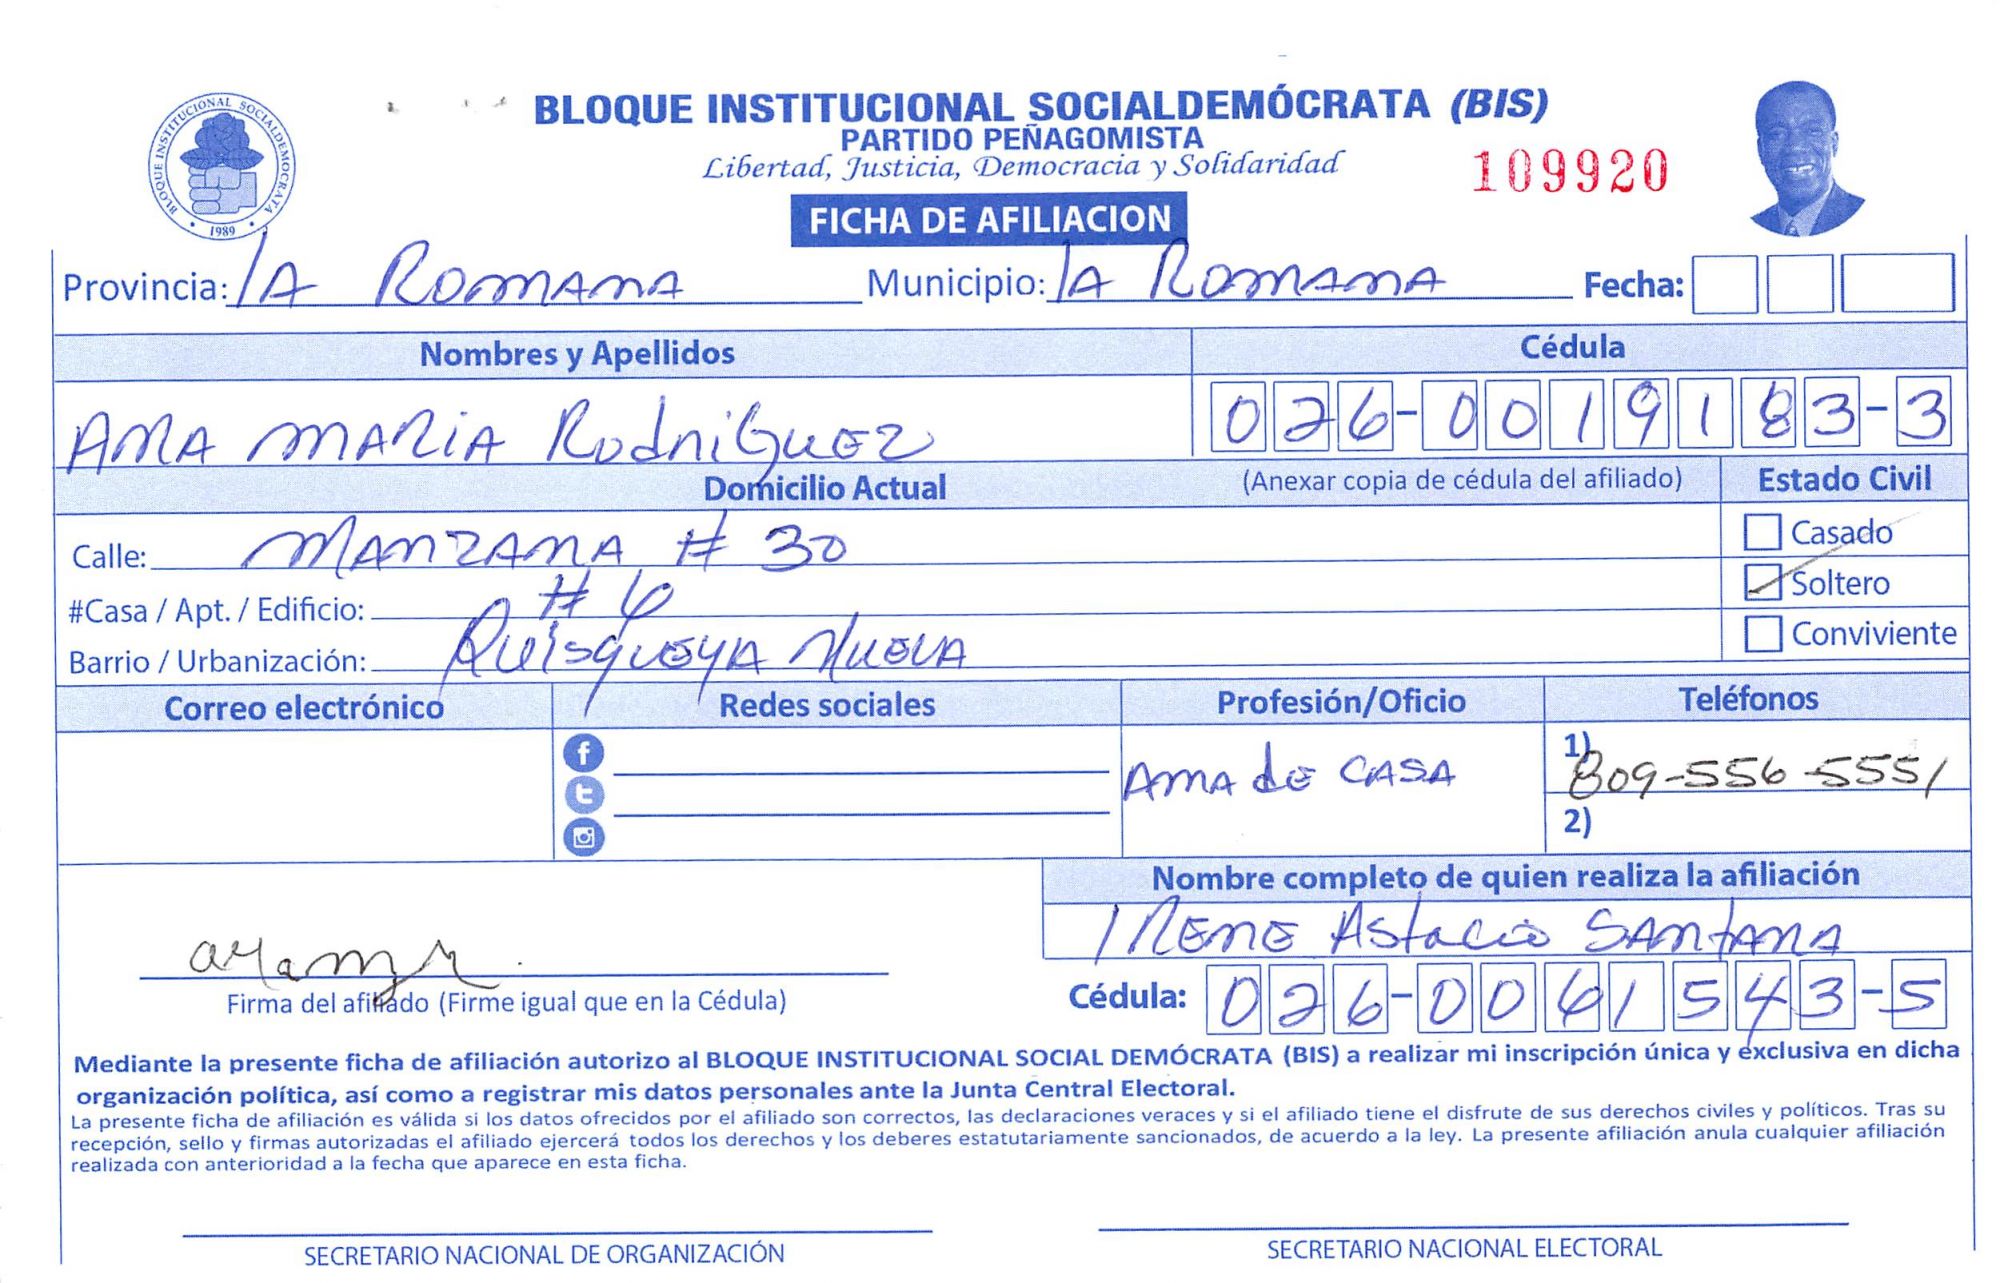 BLOQUE INSTITUCIONAL SOCIALDEMÓCRATA
1989
BLOQUE INSTITUCIONAL SOCIALDEMÓCRATA (BIS)
PARTIDO PEÑAGOMISTA
Libertad, Justicia, Democracia y Solidaridad
109920
FICHA DE AFILIACION
Provincia: LA ROMANA Municipio: LA ROMANA Fecha:
Nombres y Apellidos Cédula
ANA MARIA RodriGuez 026-0019183-3
Domicilio Actual (Anexar copia de cédula del afiliado) Estado Civil
Calle: MANZANA # 30 Casado
#Casa / Apt. / Edificio: # 6 Soltero
Barrio / Urbanización: Quisqueya Nueva Conviviente
Correo electrónico Redes sociales Profesión/Oficio Teléfonos
AMA de CASA 1) 809-556-5551
2)
Nombre completo de quien realiza la afiliación
IRENE Astacio SANtANA
Firma del afiliado (Firme igual que en la Cédula) Cédula: 026-0061543-5
Mediante la presente ficha de afiliación autorizo al BLOQUE INSTITUCIONAL SOCIAL DEMÓCRATA (BIS) a realizar mi inscripción única y exclusiva en dicha
organización política, así como a registrar mis datos personales ante la Junta Central Electoral.
La presente ficha de afiliación es válida si los datos ofrecidos por el afiliado son correctos, las declaraciones veraces y si el afiliado tiene el disfrute de sus derechos civiles y políticos. Tras su
recepción, sello y firmas autorizadas el afiliado ejercerá todos los derechos y los deberes estatutariamente sancionados, de acuerdo a la ley. La presente afiliación anula cualquier afiliación
realizada con anterioridad a la fecha que aparece en esta ficha.
SECRETARIO NACIONAL DE ORGANIZACIÓN SECRETARIO NACIONAL ELECTORAL